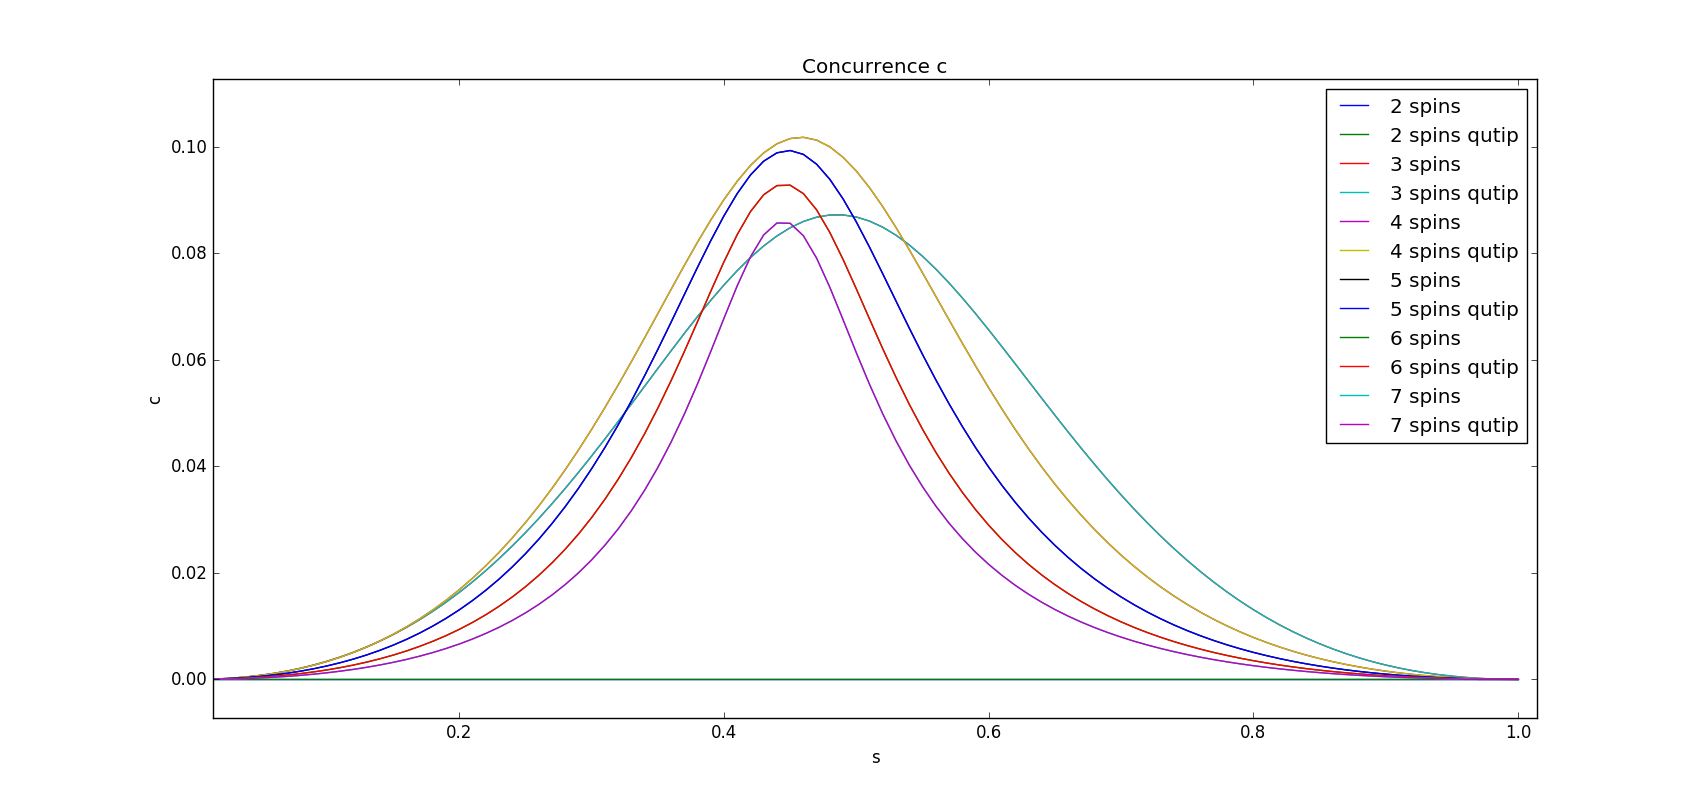 Concurrence c
2 spins
2 spins qutip
3 spins
3 spins qutip
4 spins
4 spins qutip
5 spins
5 spins qutip
6 spins
6 spins qutip
7 spins
7 spins qutip
0.10
0.08
0.06
0.04
0.02
0.00
c
0.2 0.4 0.6 0.8 1.0
s